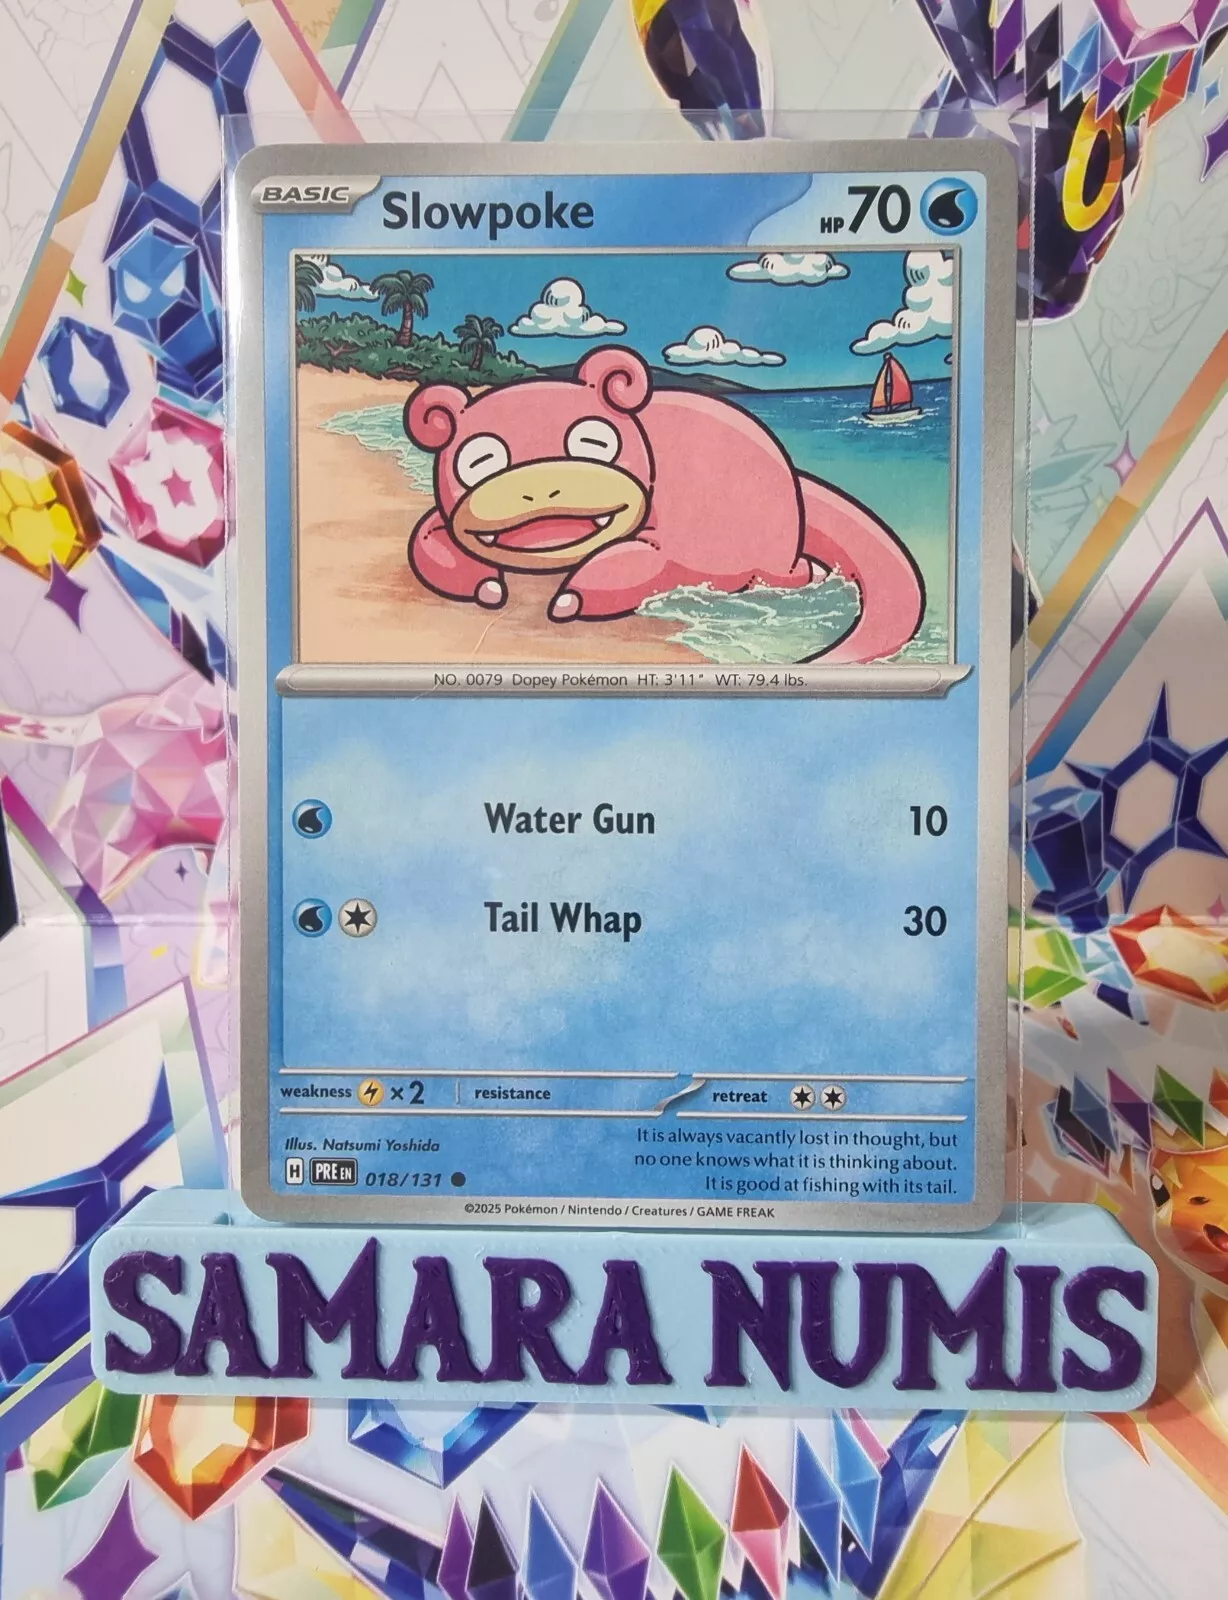 BASIC Slowpoke HP 70
NO. 0079 Dopey Pokémon HT: 3'11" WT: 79.4 lbs.
Water Gun 10
Tail Whap 30
weakness ×2 resistance retreat
Illus. Natsumi Yoshida
H PRE EN 018/131
It is always vacantly lost in thought, but
no one knows what it is thinking about.
It is good at fishing with its tail.
©2025 Pokémon / Nintendo / Creatures / GAME FREAK
SAMARA NUMIS